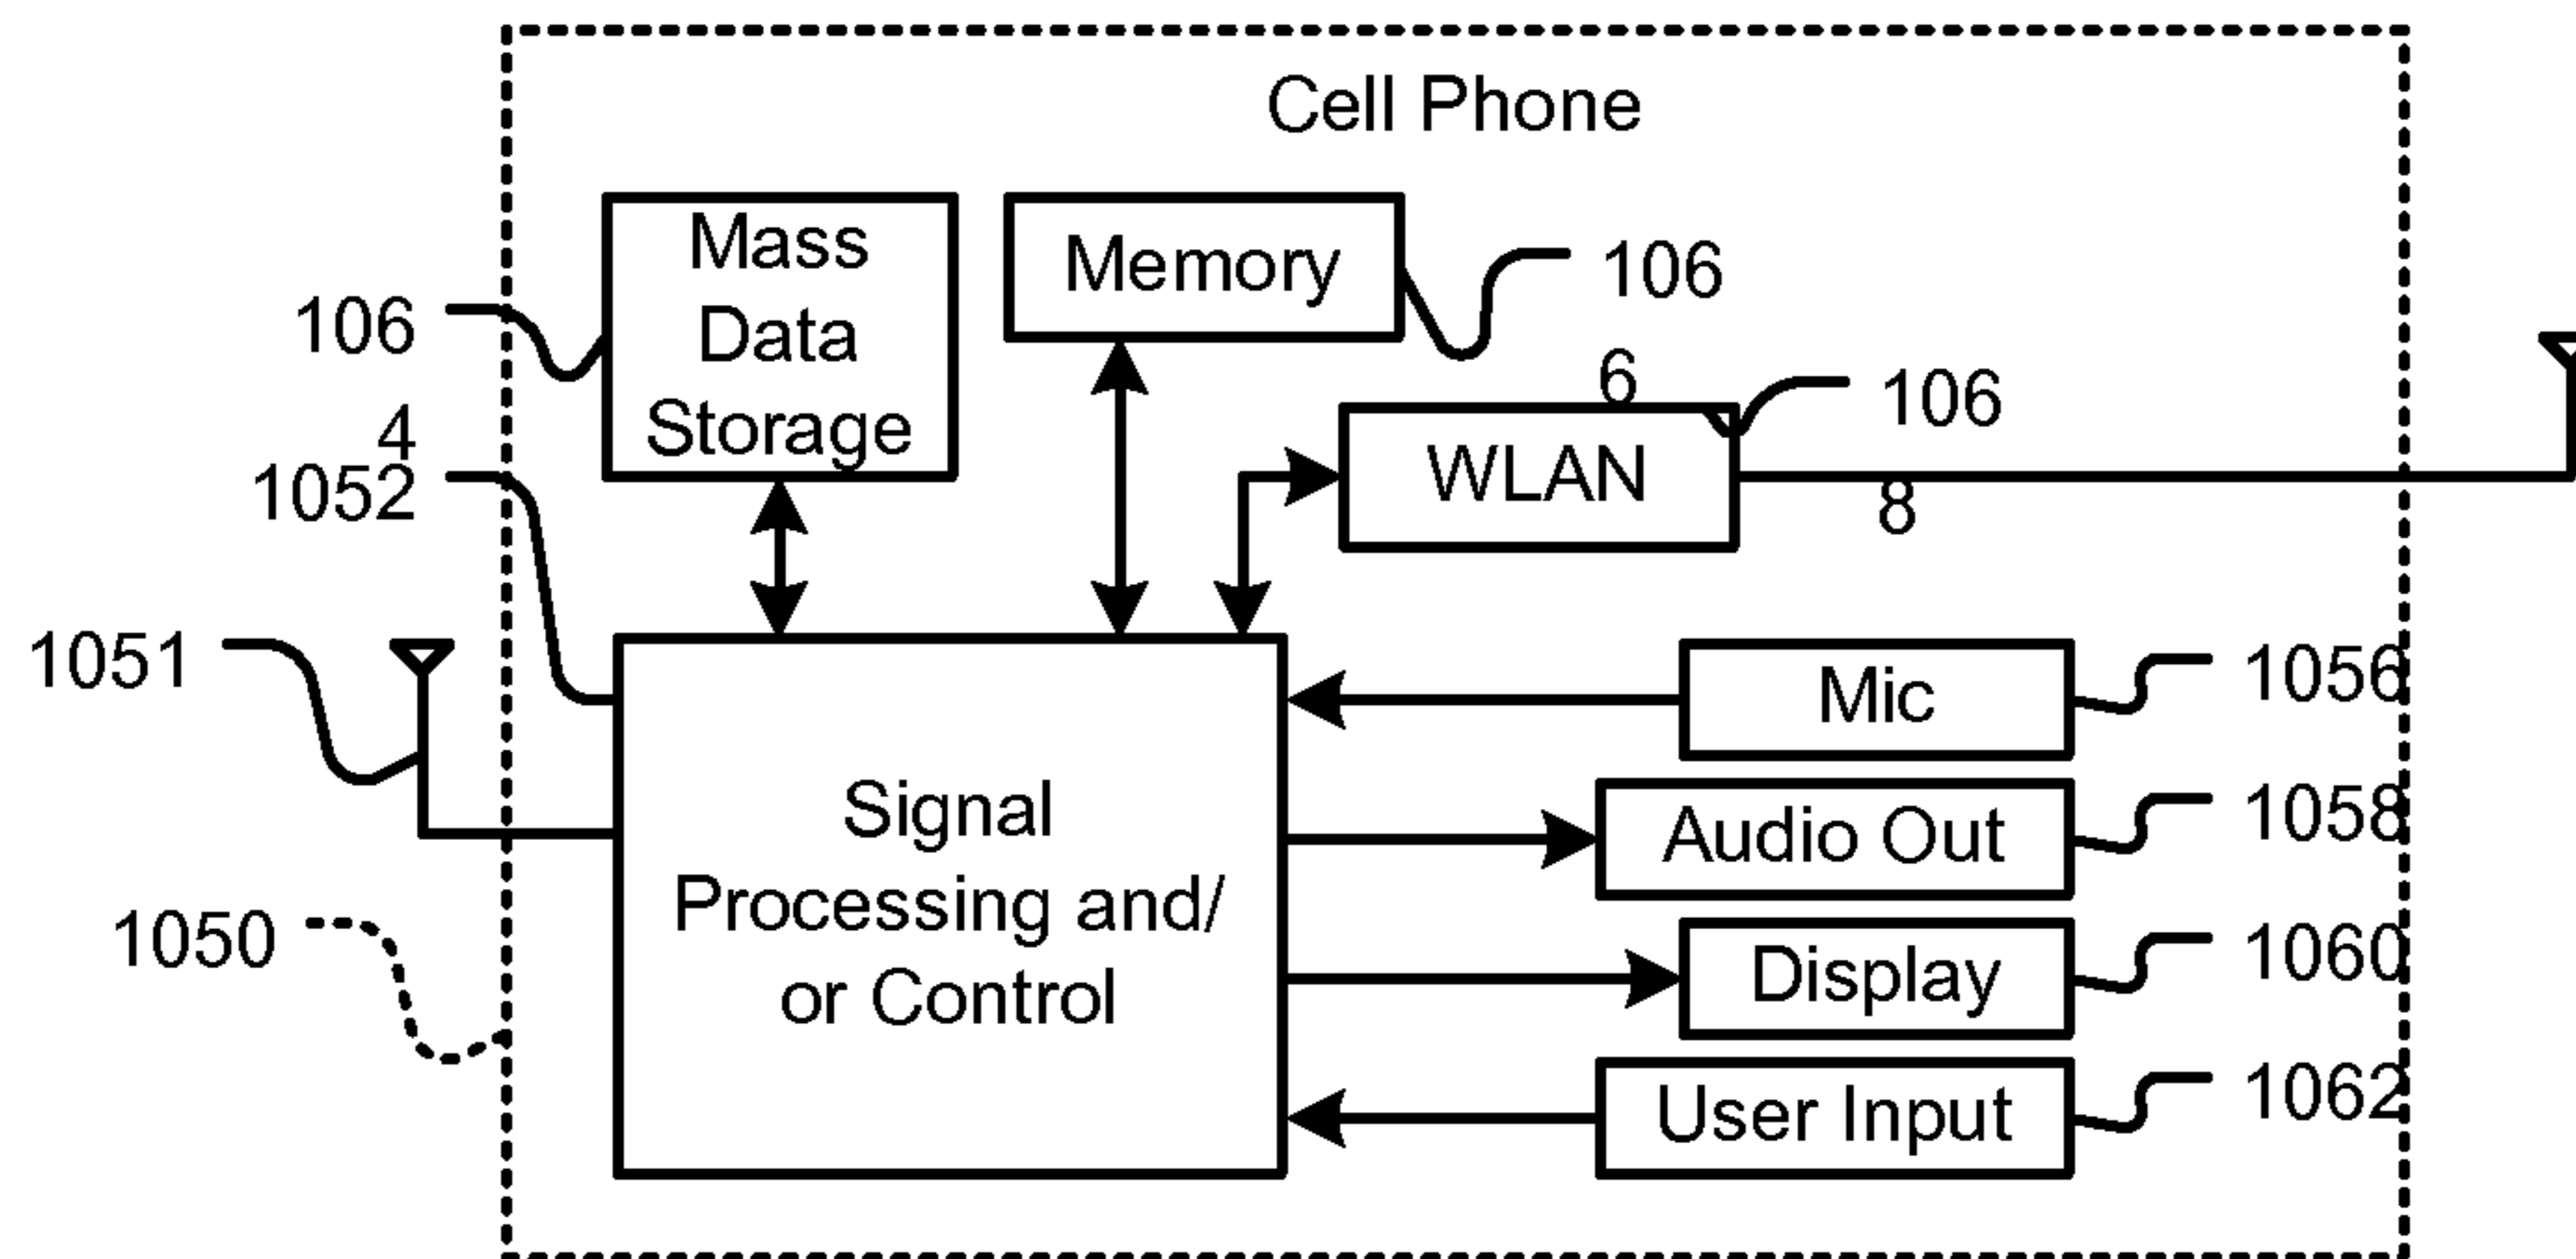 Cell Phone
Mass
Data
Storage
Memory
106
6
106
4
WLAN
106
8
1052
1051
1050
Signal
Processing and/
or Control
Mic
1056
Audio Out
1058
Display
1060
User Input
1062